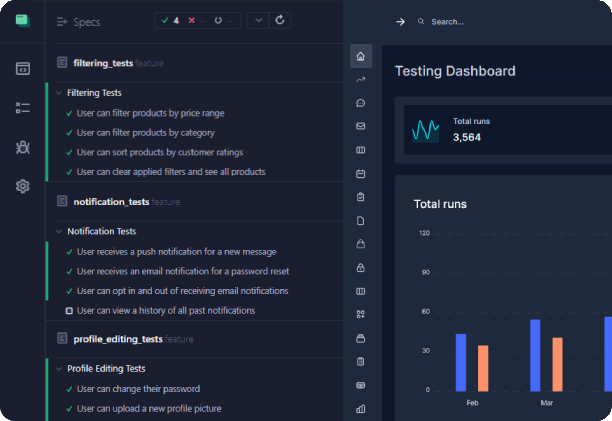 Specs
4
--
--
filtering_tests.feature
Filtering Tests
User can filter products by price range
User can filter products by category
User can sort products by customer ratings
User can clear applied filters and see all products
notification_tests.feature
Notification Tests
User receives a push notification for a new message
User receives an email notification for a password reset
User can opt in and out of receiving email notifications
User can view a history of all past notifications
profile_editing_tests.feature
Profile Editing Tests
User can change their password
User can upload a new profile picture
Search...
Testing Dashboard
Total runs
3,564
Total runs
120
90
60
30
0
Feb
Mar